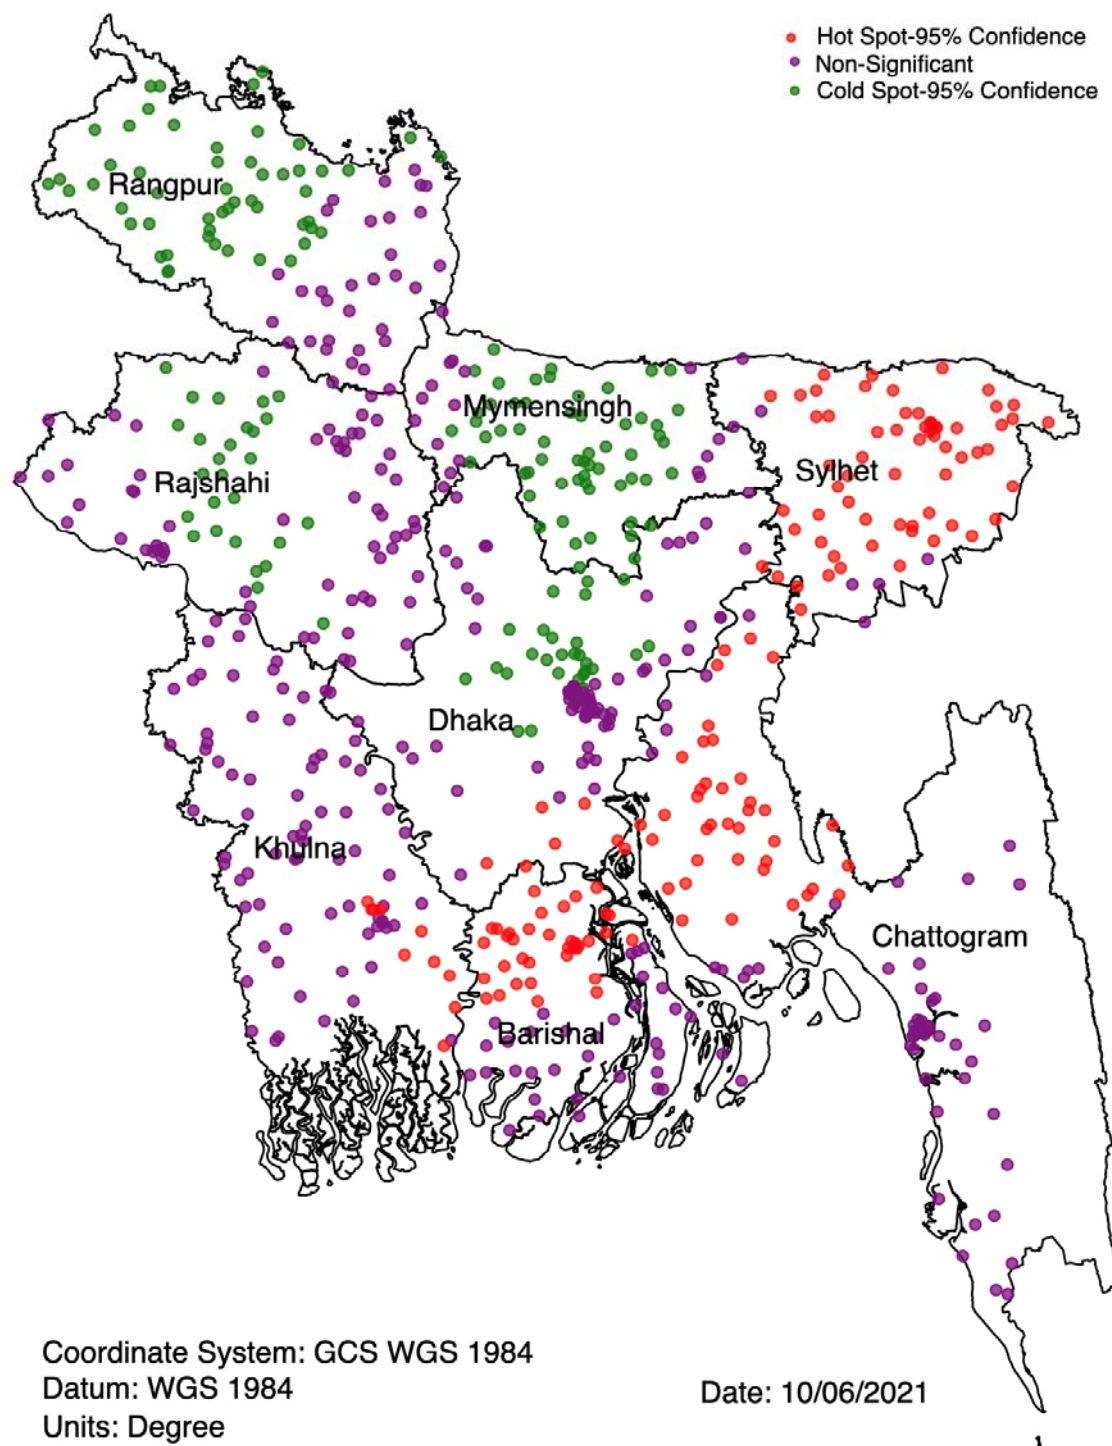 Hot Spot-95% Confidence
Non-Significant
Cold Spot-95% Confidence
Rangpur
Mymensingh
Sylhet
Rajshahi
Dhaka
Khulna
Chattogram
Barishal
Coordinate System: GCS WGS 1984
Datum: WGS 1984
Date: 10/06/2021
Units: Degree